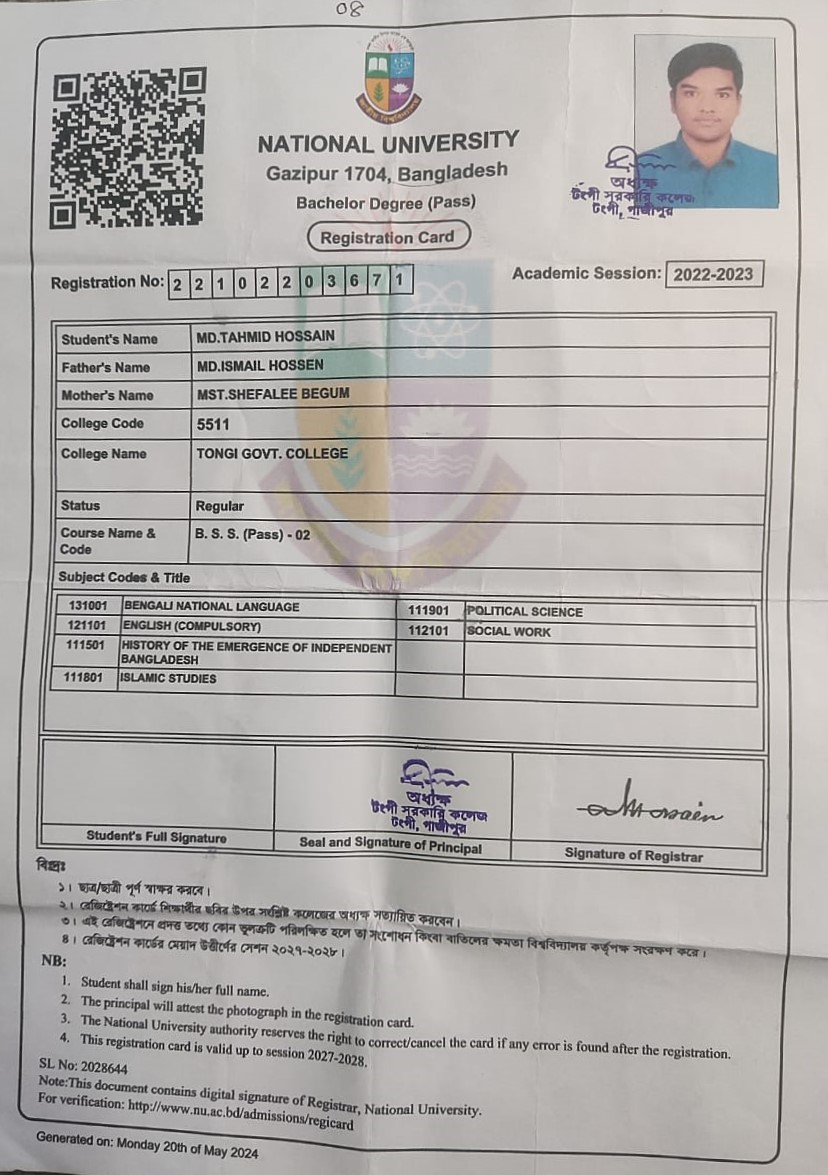 08
জাতীয় বিশ্ববিদ্যালয়
NATIONAL UNIVERSITY
Gazipur 1704, Bangladesh
Bachelor Degree (Pass)
Registration Card
অধ্যক্ষ
টংগী সরকারি কলেজ
টংগী, গাজীপুর
Registration No: 2 2 1 0 2 2 0 3 6 7 1
Academic Session: 2022-2023
Student's Name MD.TAHMID HOSSAIN
Father's Name MD.ISMAIL HOSSEN
Mother's Name MST.SHEFALEE BEGUM
College Code 5511
College Name TONGI GOVT. COLLEGE
Status Regular
Course Name & Code B. S. S. (Pass) - 02
Subject Codes & Title
131001 BENGALI NATIONAL LANGUAGE 111901 POLITICAL SCIENCE
121101 ENGLISH (COMPULSORY) 112101 SOCIAL WORK
111501 HISTORY OF THE EMERGENCE OF INDEPENDENT
BANGLADESH
111801 ISLAMIC STUDIES
অধ্যক্ষ
টংগী সরকারি কলেজ
টংগী, গাজীপুর
Student's Full Signature Seal and Signature of Principal Signature of Registrar
বিঃদ্রঃ
১। ছাত্র/ছাত্রী পূর্ণ স্বাক্ষর করবে।
২। রেজিষ্ট্রেশন কার্ডে শিক্ষার্থীর ছবির উপর সংশ্লিষ্ট কলেজের অধ্যক্ষ সত্যায়িত করবেন।
৩। এই রেজিষ্ট্রেশনে প্রদত্ত তথ্যে কোন ভুলত্রুটি পরিলক্ষিত হলে তা সংশোধন কিংবা বাতিলের ক্ষমতা বিশ্ববিদ্যালয় কর্তৃপক্ষ সংরক্ষণ করে।
৪। রেজিষ্ট্রেশন কার্ডের মেয়াদ উত্তীর্ণের সেশন ২০২৭-২০২৮।
NB:
1. Student shall sign his/her full name.
2. The principal will attest the photograph in the registration card.
3. The National University authority reserves the right to correct/cancel the card if any error is found after the registration.
4. This registration card is valid up to session 2027-2028.
SL No: 2028644
Note:This document contains digital signature of Registrar, National University.
For verification: http://www.nu.ac.bd/admissions/regicard
Generated on: Monday 20th of May 2024